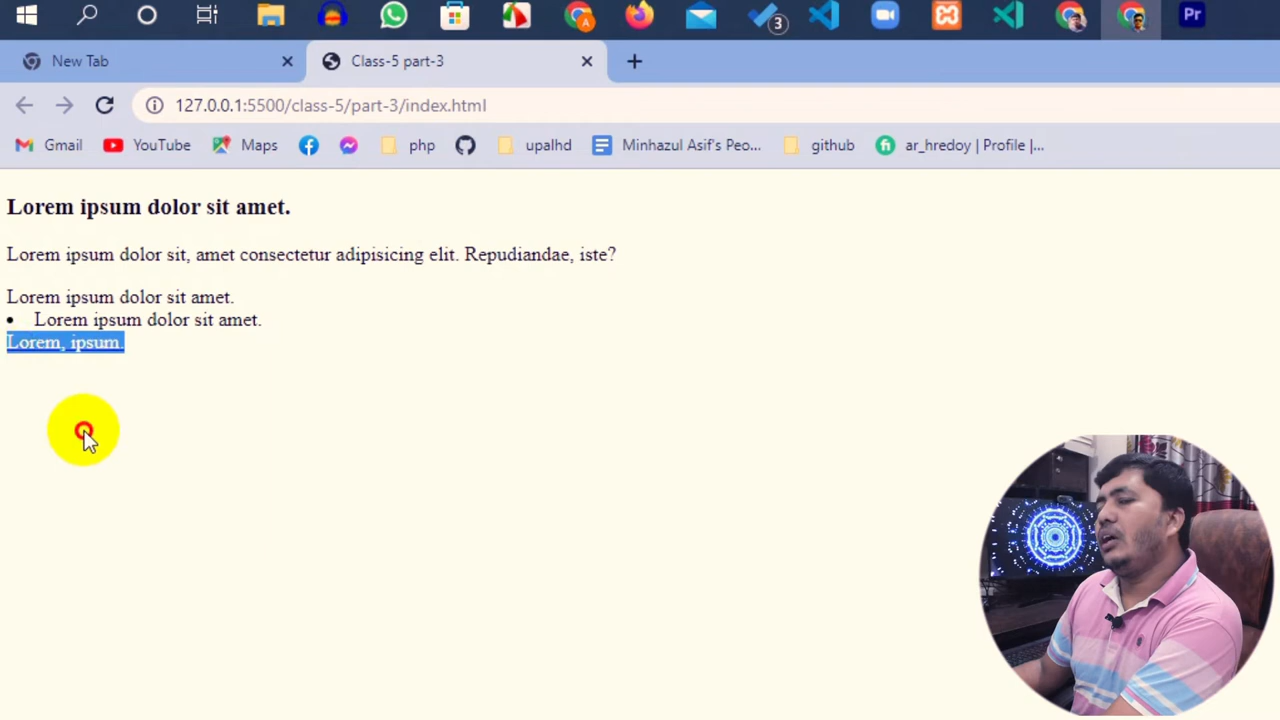 3
Pr
New Tab
Class-5 part-3
127.0.0.1:5500/class-5/part-3/index.html
Gmail YouTube Maps php upalhd Minhazul Asif's Peo... github ar_hredoy | Profile |...
Lorem ipsum dolor sit amet.
Lorem ipsum dolor sit, amet consectetur adipisicing elit. Repudiandae, iste?
Lorem ipsum dolor sit amet.
• Lorem ipsum dolor sit amet.
Lorem, ipsum.